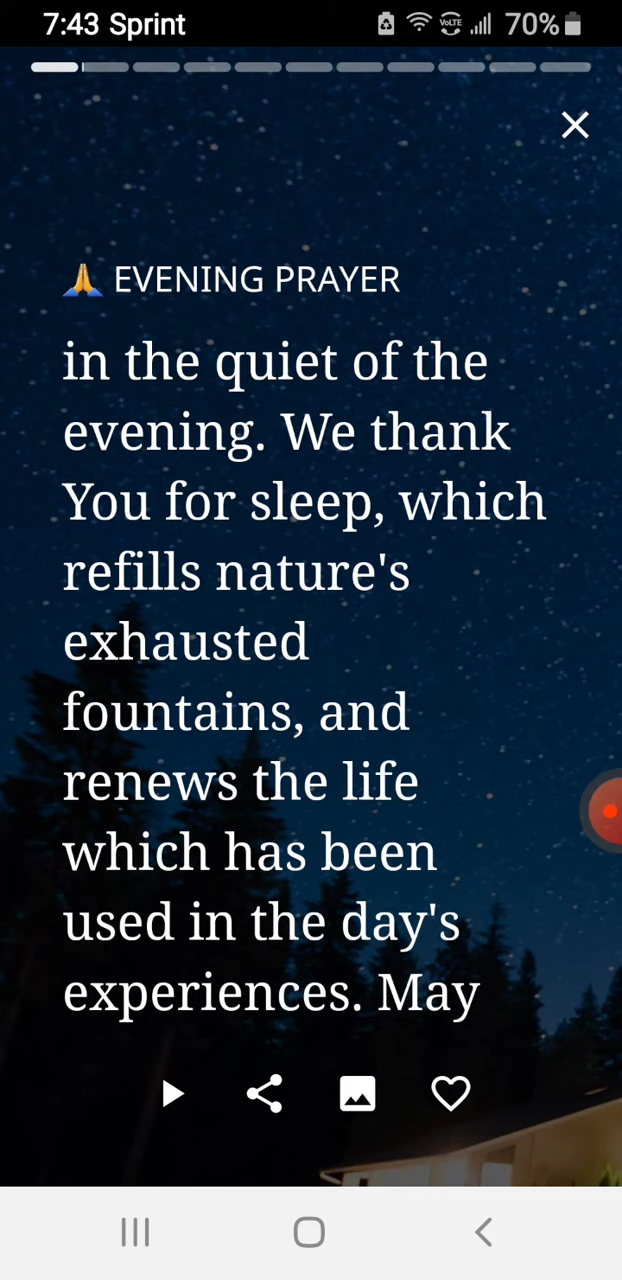 7:43 Sprint VoLTE 70%
🙏 EVENING PRAYER
in the quiet of the
evening. We thank
You for sleep, which
refills nature's
exhausted
fountains, and
renews the life
which has been
used in the day's
experiences. May